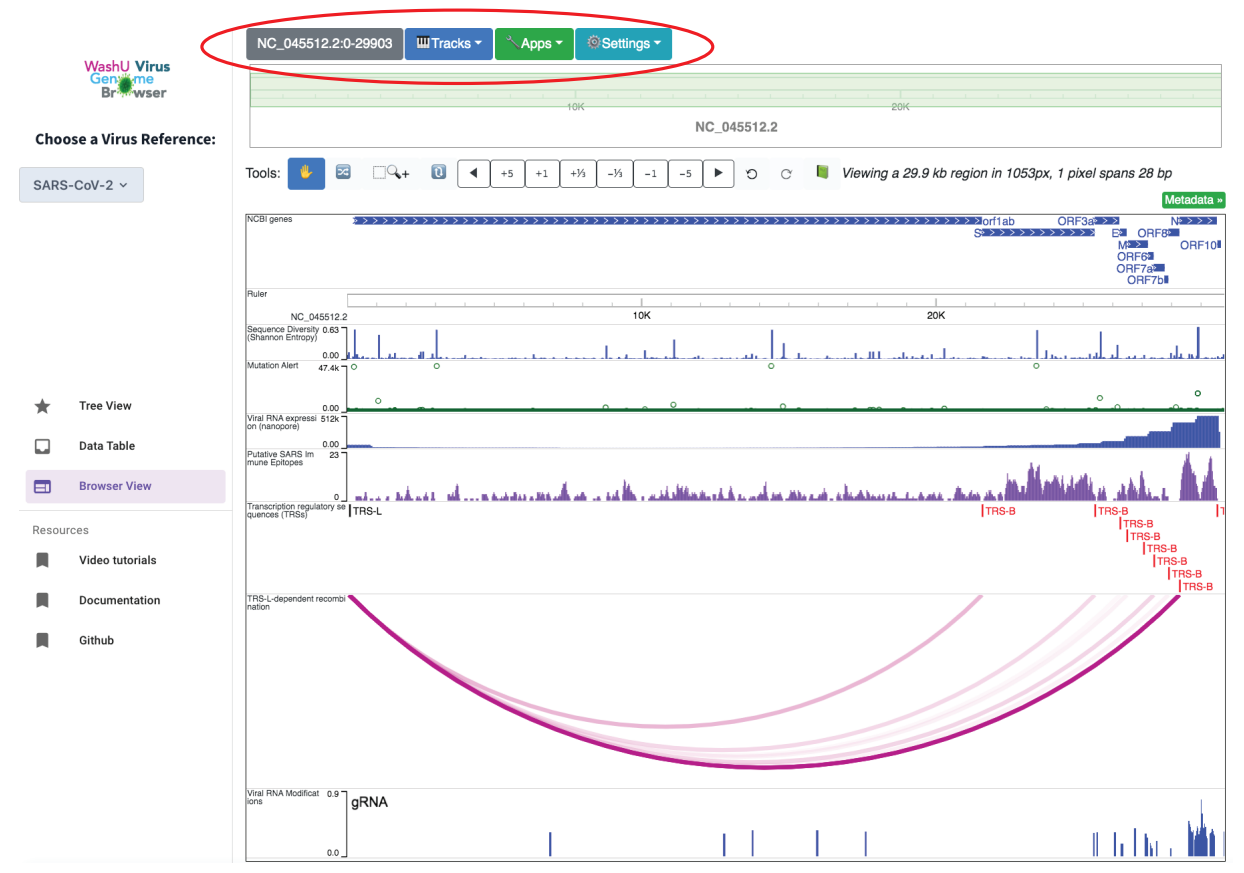 NC_045512.2:0-29903 Tracks Apps Settings
WashU Virus
Genome
Browser
10K 20K
NC_045512.2
Choose a Virus Reference:
SARS-CoV-2
Tools: + +5 +1 +⅓ -⅓ -1 -5 Viewing a 29.9 kb region in 1053px, 1 pixel spans 28 bp
Metadata »
NCBI genes
orf1ab ORF3a N
S E ORF8
M ORF10
ORF6
ORF7a
ORF7b
Ruler
NC_045512.2 10K 20K
Sequence Diversity 0.63
(Shannon Entropy)
0.00
Mutation Alert 47.4k
0.00
Viral RNA expressi 512k
on (nanopore)
0.00
Putative SARS Im 23
mune Epitopes
0
Transcription regulatory se
quences (TRSs)
TRS-L TRS-B TRS-B T
TRS-B
TRS-B
TRS-B
TRS-B
TRS-B
TRS-B
TRS-L-dependent recombi
nation
Viral RNA Modificat 0.9
ions
gRNA
0.0
Tree View
Data Table
Browser View
Resources
Video tutorials
Documentation
Github